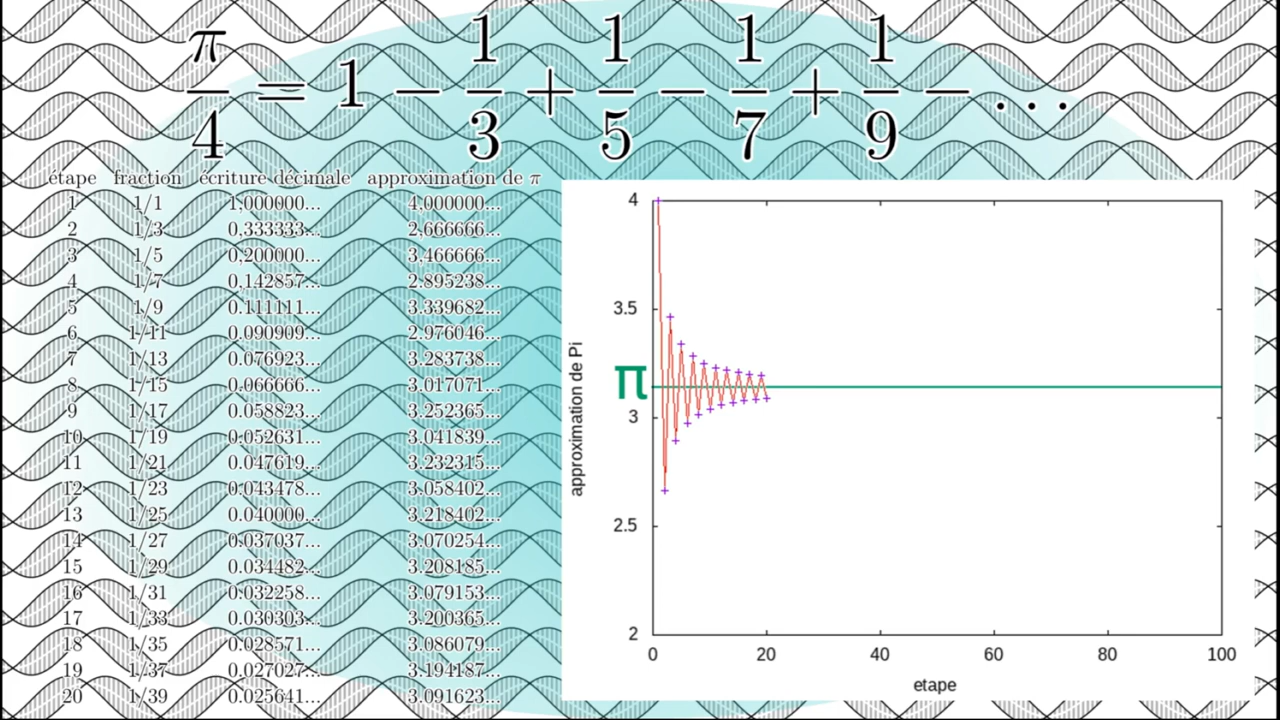 π/4 = 1 − 1/3 + 1/5 − 1/7 + 1/9 − ...
étape fraction écriture décimale approximation de π
1 1/1 1,000000... 4,000000...
2 1/3 0,333333... 2,666666...
3 1/5 0,200000... 3,466666...
4 1/7 0,142857... 2.895238...
5 1/9 0.111111... 3.339682...
6 1/11 0.090909... 2.976046...
7 1/13 0.076923... 3.283738...
8 1/15 0.066666... 3.017071...
9 1/17 0.058823... 3.252365...
10 1/19 0.052631... 3.041839...
11 1/21 0.047619... 3.232315...
12 1/23 0.043478... 3.058402...
13 1/25 0.040000... 3.218402...
14 1/27 0.037037... 3.070254...
15 1/29 0.034482... 3.208185...
16 1/31 0.032258... 3.079153...
17 1/33 0.030303... 3.200365...
18 1/35 0.028571... 3.086079...
19 1/37 0.027027... 3.194187...
20 1/39 0.025641... 3.091623...
approximation de Pi
4
3.5
π
3
2.5
2
0 20 40 60 80 100
etape